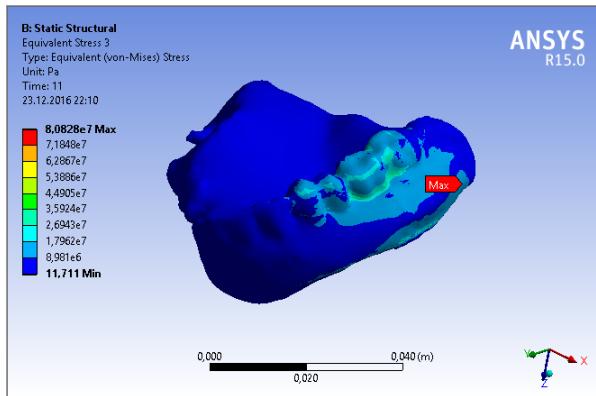 B: Static Structural
Equivalent Stress 3
Type: Equivalent (von-Mises) Stress
Unit: Pa
Time: 11
23.12.2016 22:10
8,0828e7 Max
7,1848e7
6,2867e7
5,3886e7
4,4905e7
3,5924e7
2,6943e7
1,7962e7
8,981e6
11,711 Min
ANSYS
R15.0
Max
0,000
0,040 (m)
0,020
Y
X
Z